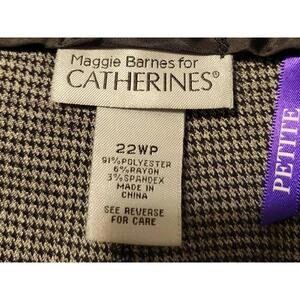 Maggie Barnes for
CATHERINES®
22WP
91%POLYESTER
6%RAYON
3%SPANDEX
MADE IN
CHINA
SEE REVERSE
FOR CARE
PETITE